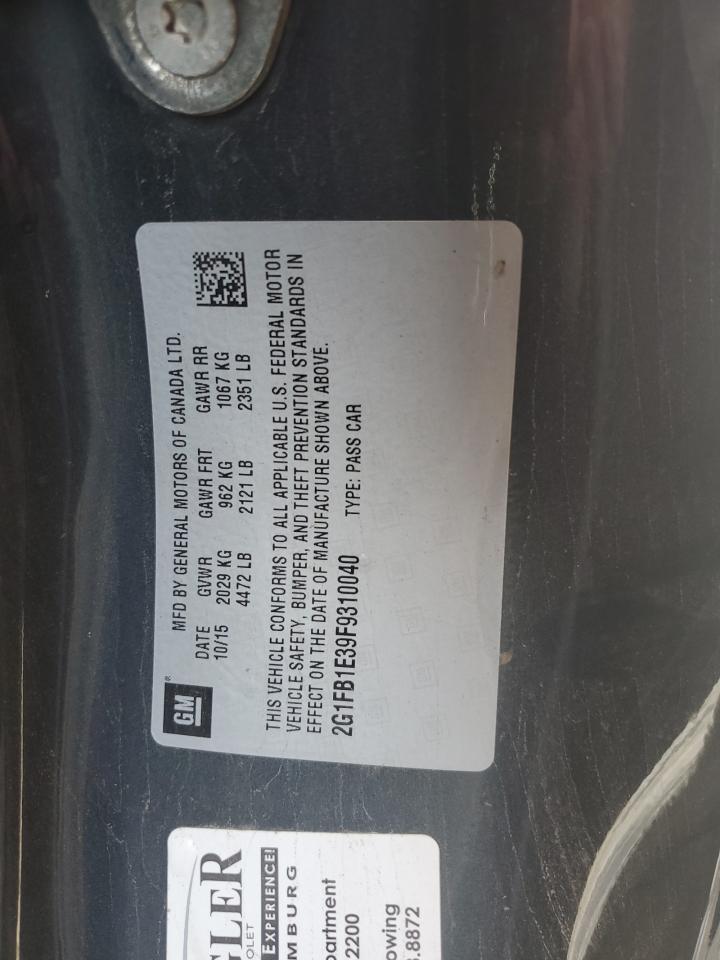 MFD BY GENERAL MOTORS OF CANADA LTD.
DATE GVWR GAWR FRT GAWR RR
10/15 2029 KG 962 KG 1067 KG
4472 LB 2121 LB 2351 LB
GM®
THIS VEHICLE CONFORMS TO ALL APPLICABLE U.S. FEDERAL MOTOR
VEHICLE SAFETY, BUMPER, AND THEFT PREVENTION STANDARDS IN
EFFECT ON THE DATE OF MANUFACTURE SHOWN ABOVE.
2G1FB1E39F9310040 TYPE: PASS CAR
GLER
OLET
EXPERIENCE!
MBURG
partment
2200
owing
.8872